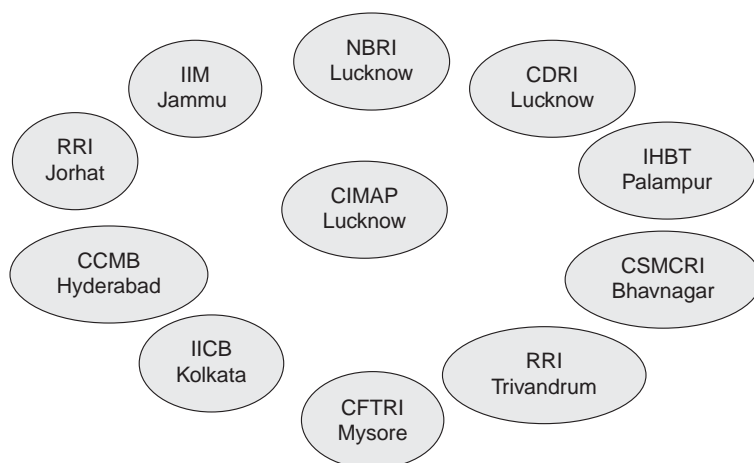 NBRI
Lucknow
IIM
Jammu
CDRI
Lucknow
RRI
Jorhat
IHBT
Palampur
CIMAP
Lucknow
CCMB
Hyderabad
CSMCRI
Bhavnagar
IICB
Kolkata
RRI
Trivandrum
CFTRI
Mysore